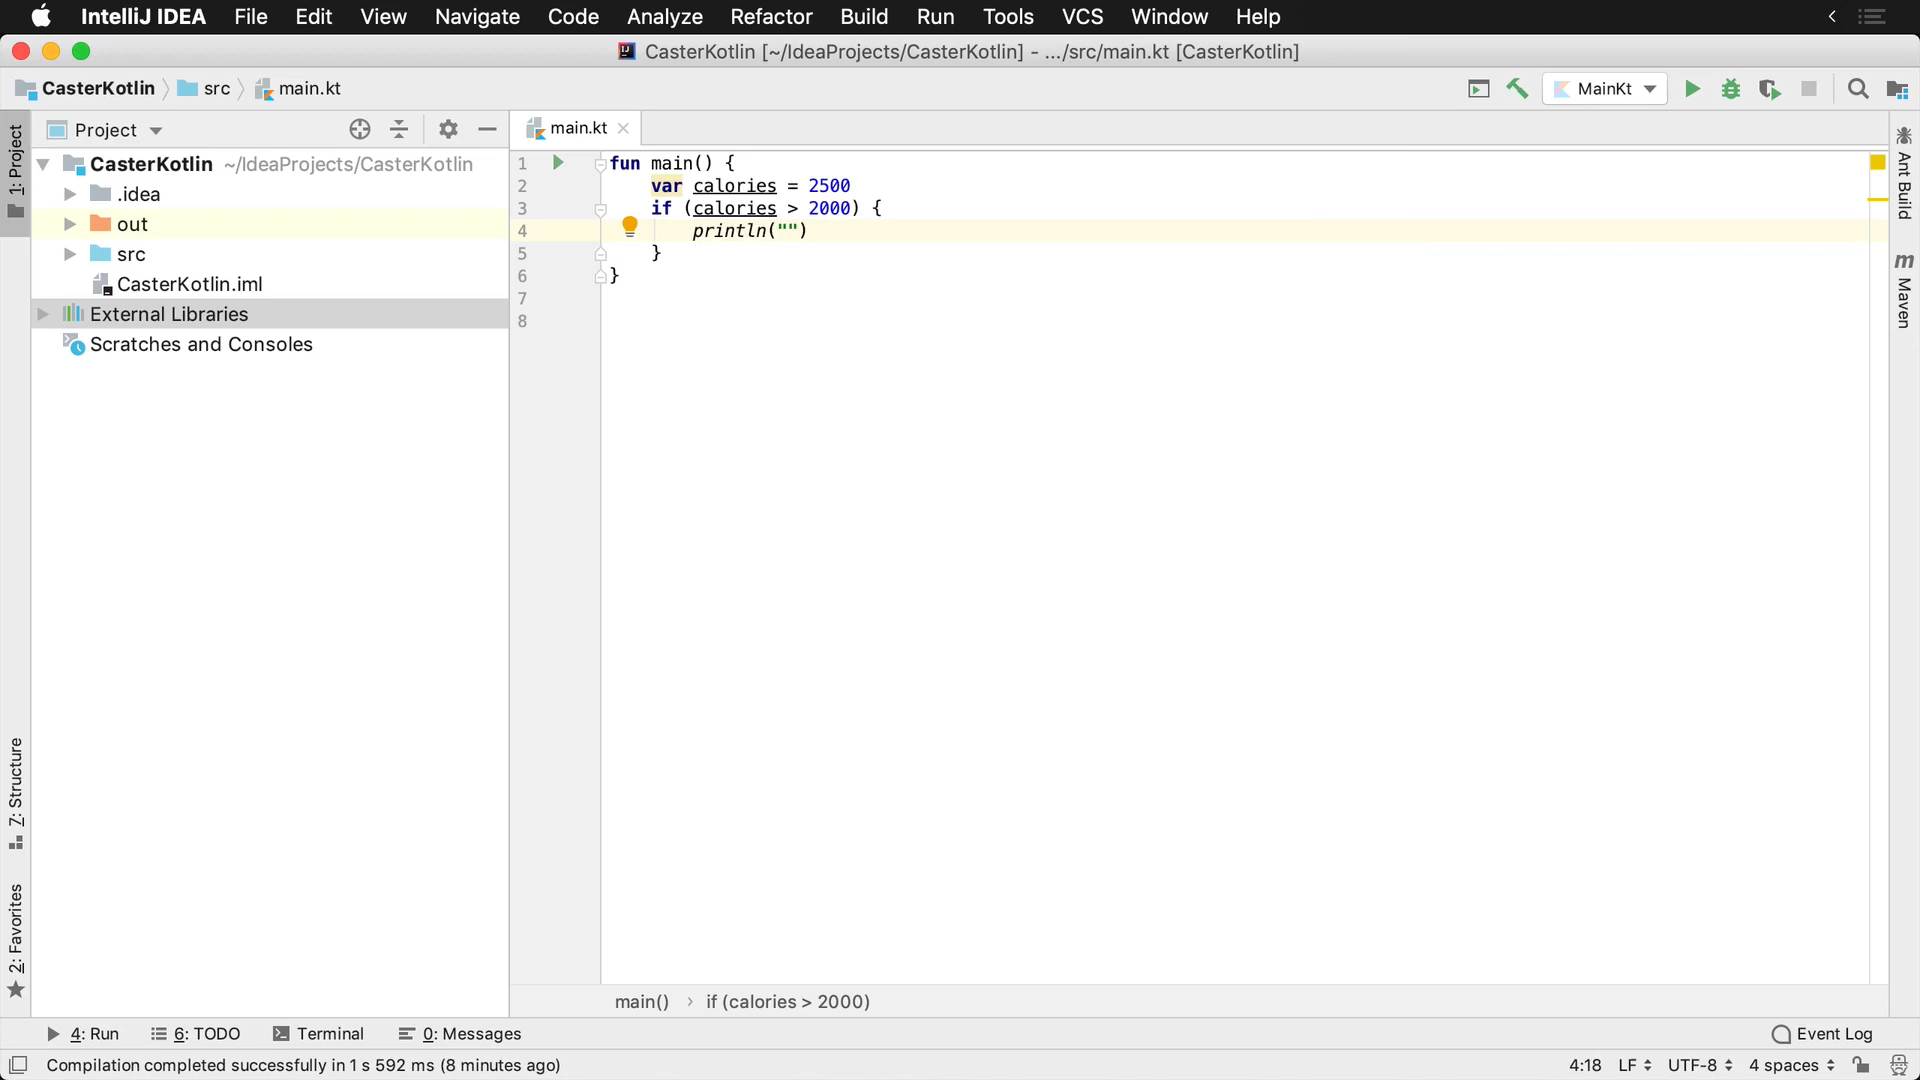 IntelliJ IDEA File Edit View Navigate Code Analyze Refactor Build Run Tools VCS Window Help
CasterKotlin [~/IdeaProjects/CasterKotlin] - .../src/main.kt [CasterKotlin]
CasterKotlin src main.kt MainKt
1: Project
Project
main.kt
CasterKotlin ~/IdeaProjects/CasterKotlin
.idea
out
src
CasterKotlin.iml
External Libraries
Scratches and Consoles
1 fun main() {
2 var calories = 2500
3 if (calories > 2000) {
4 println("")
5 }
6 }
7
8
Ant Build
m Maven
Z: Structure
2: Favorites
main() › if (calories > 2000)
4: Run 6: TODO Terminal 0: Messages Event Log
Compilation completed successfully in 1 s 592 ms (8 minutes ago) 4:18 LF UTF-8 4 spaces